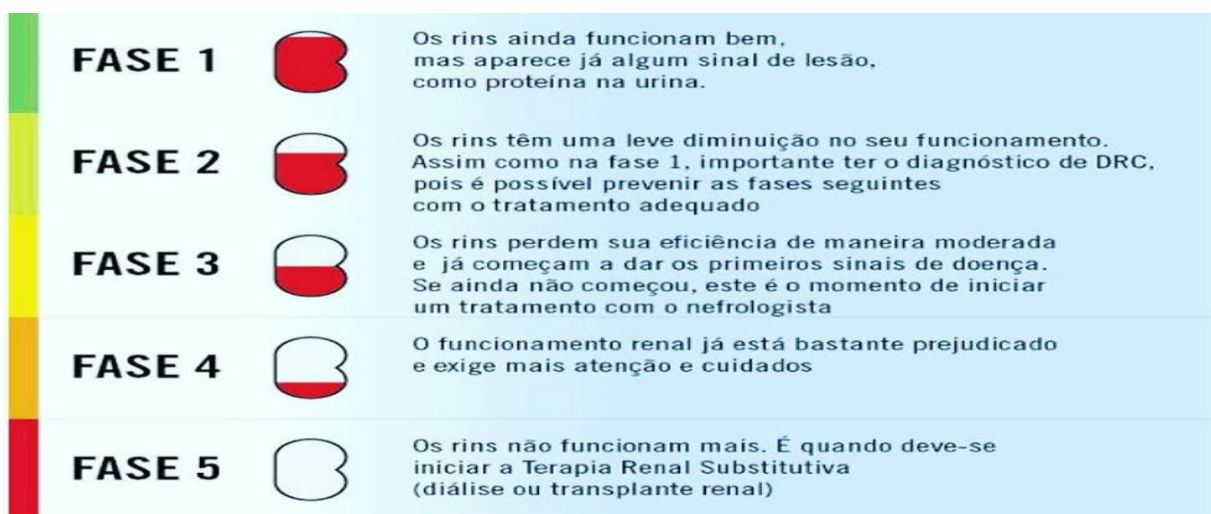 FASE 1
Os rins ainda funcionam bem,
mas aparece já algum sinal de lesão,
como proteína na urina.
FASE 2
Os rins têm uma leve diminuição no seu funcionamento.
Assim como na fase 1, importante ter o diagnóstico de DRC,
pois é possível prevenir as fases seguintes
com o tratamento adequado
FASE 3
Os rins perdem sua eficiência de maneira moderada
e já começam a dar os primeiros sinais de doença.
Se ainda não começou, este é o momento de iniciar
um tratamento com o nefrologista
FASE 4
O funcionamento renal já está bastante prejudicado
e exige mais atenção e cuidados
FASE 5
Os rins não funcionam mais. É quando deve-se
iniciar a Terapia Renal Substitutiva
(diálise ou transplante renal)